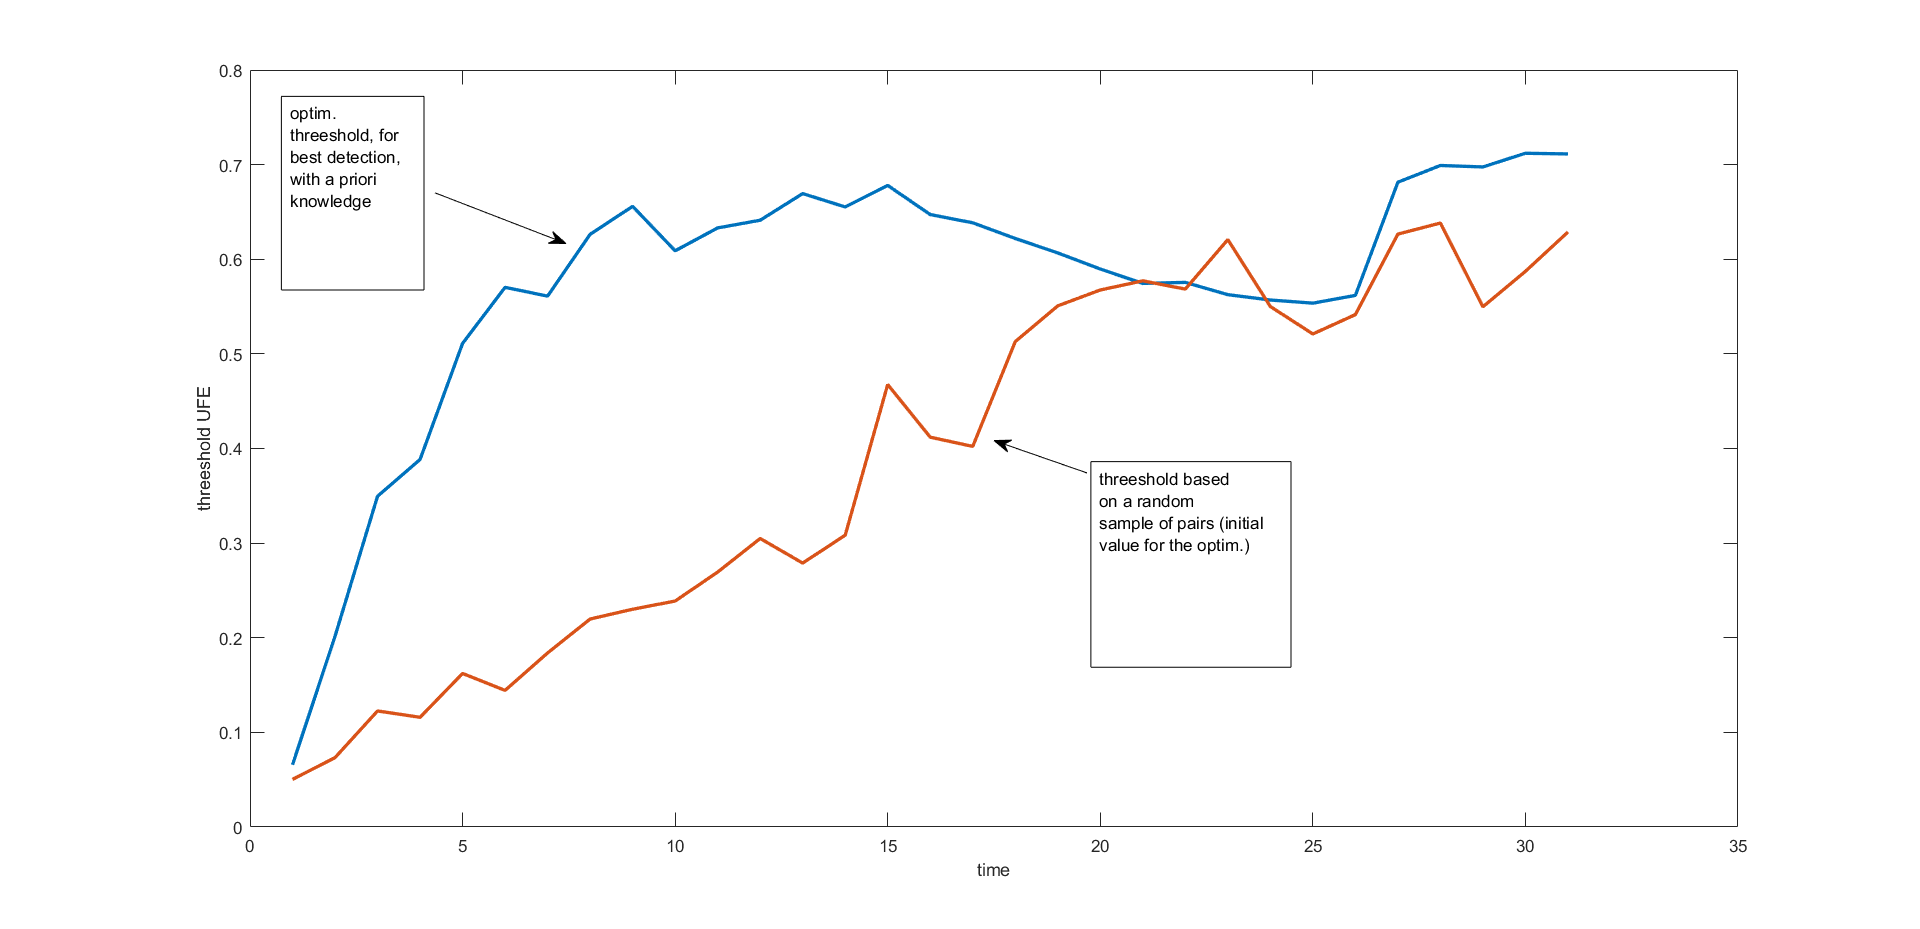 0.8
0.7
0.6
0.5
0.4
0.3
0.2
0.1
0
threeshold UFE
optim.
threeshold, for
best detection,
with a priori
knowledge
threeshold based
on a random
sample of pairs (initial
value for the optim.)
0 5 10 15 20 25 30 35
time